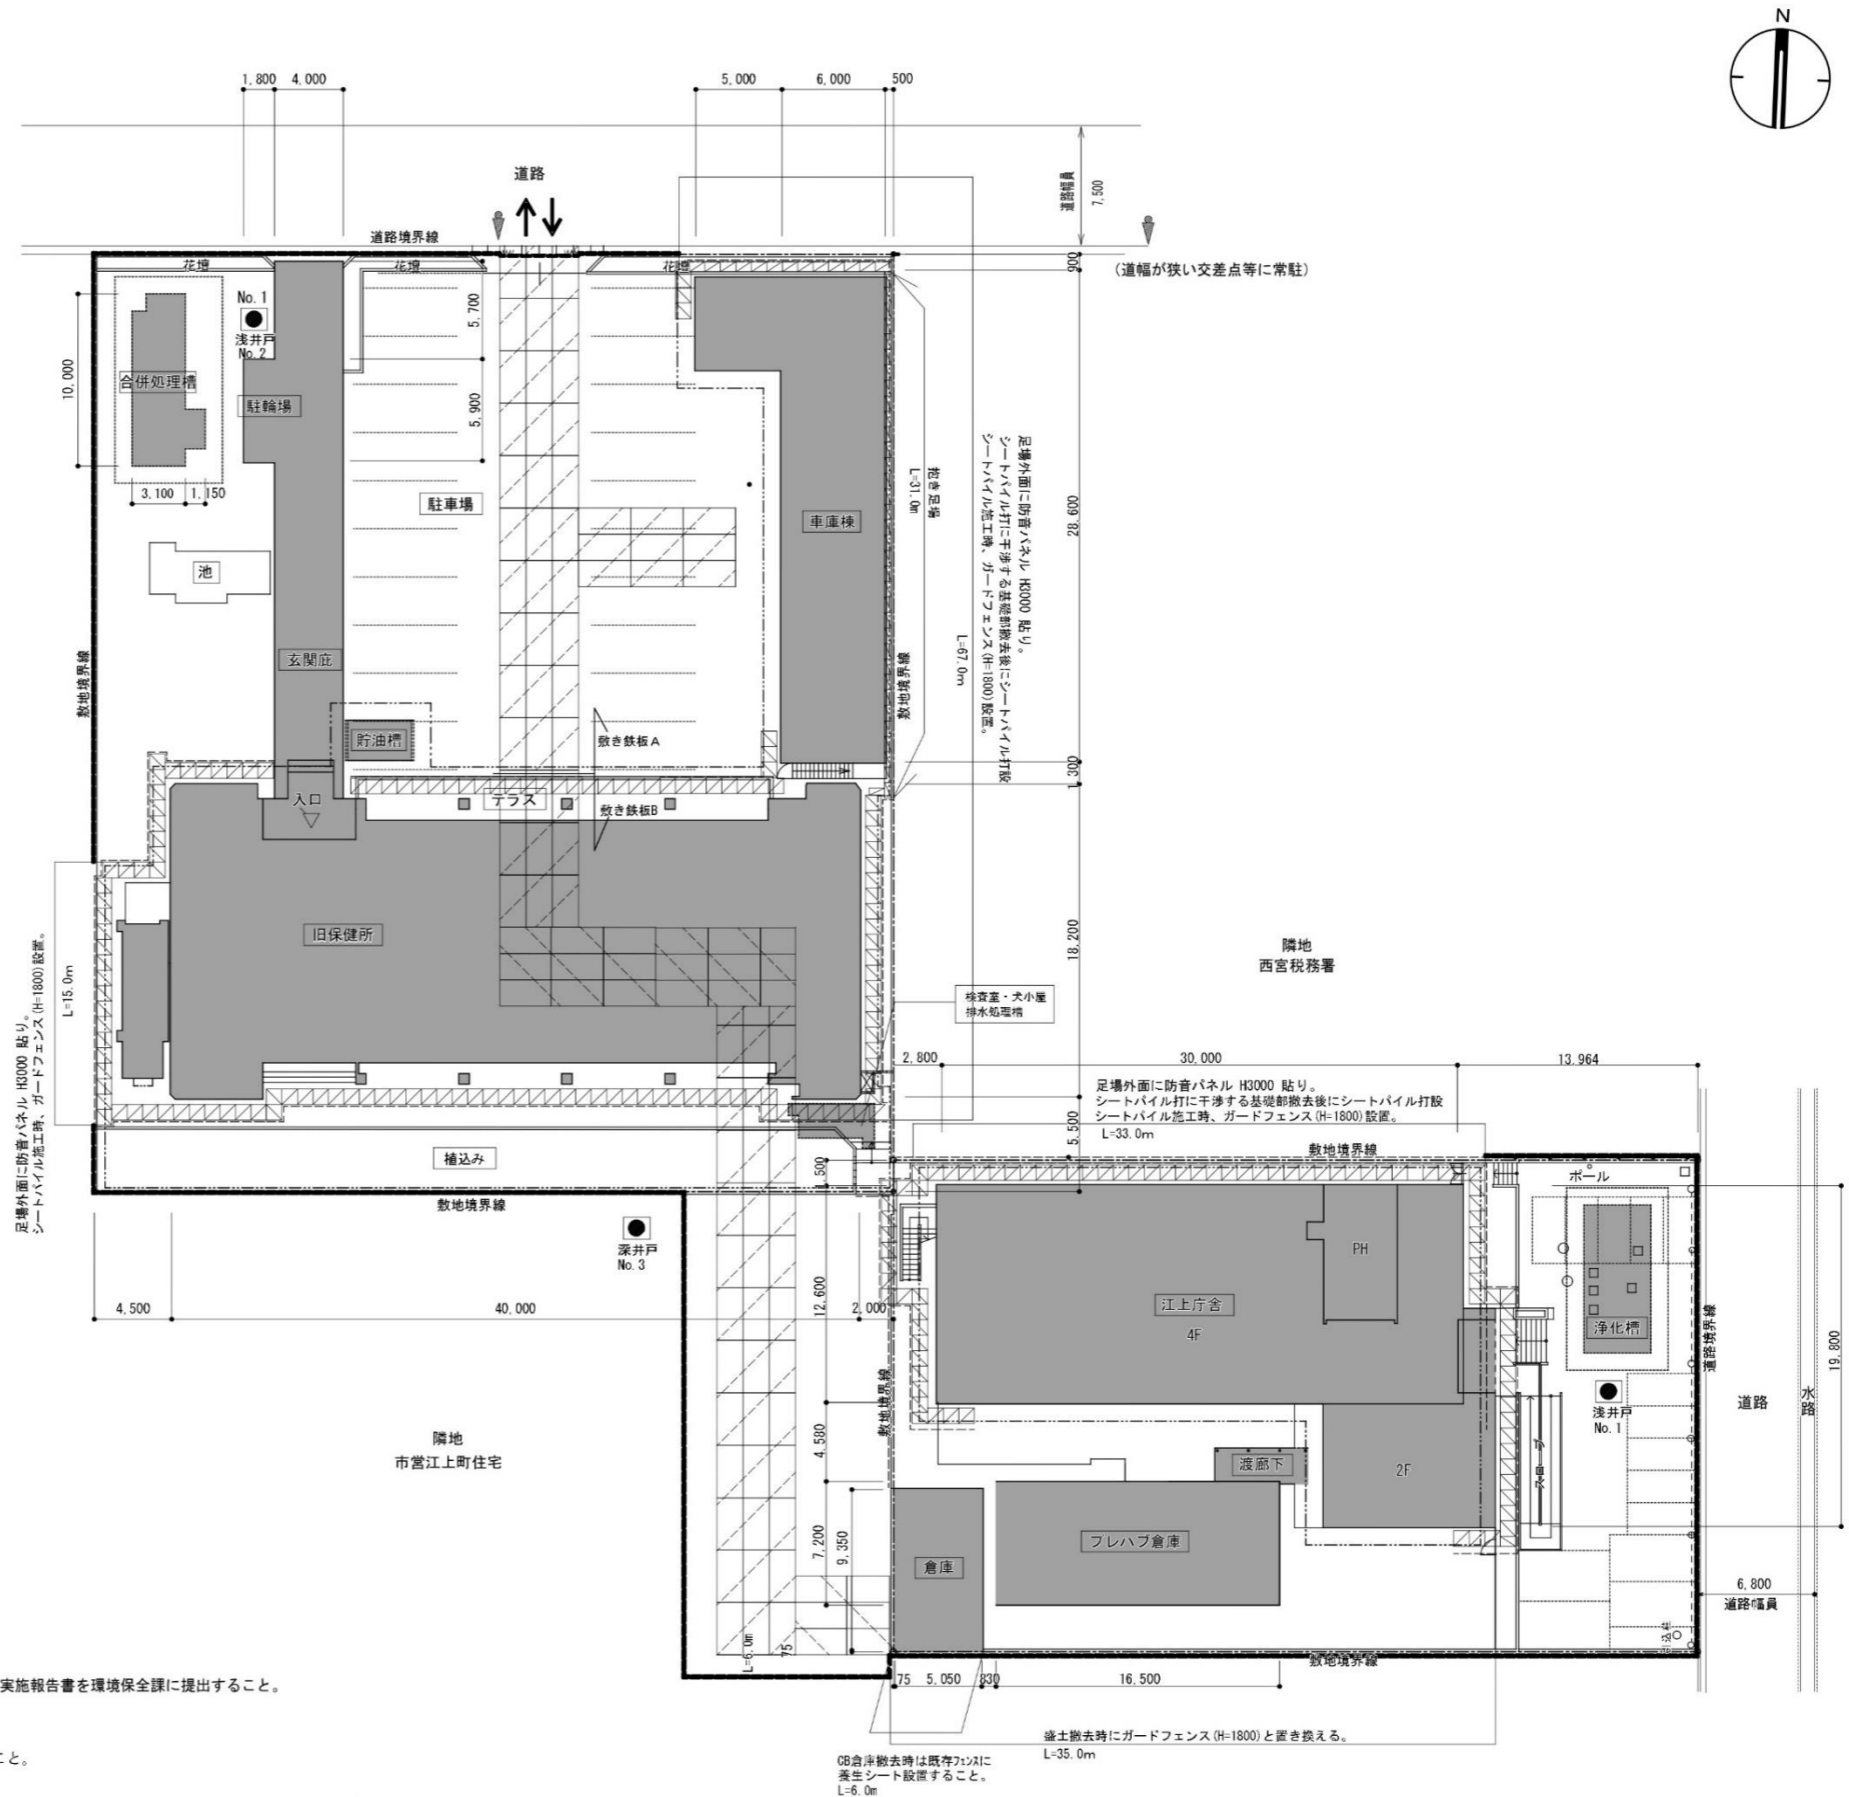 N
1,800 4,000
5,000 6,000 500
道路
道路幅員
7,500
道路境界線
(道幅が狭い交差点等に常駐)
花壇
花壇
花壇
900
No.1
浅井戸
No.2
10,000
合併処理槽
駐輪場
5,700
5,900
3,100 1,150
駐車場
車庫棟
抱き足場
L=31.0m
足場外面に防音パネル H3000 貼り。
シートパイル打に干渉する基礎部撤去後にシートパイル打設
シートパイル施工時、ガードフェンス(H=1800)設置。
L=67.0m
28,600
池
玄関庇
敷地境界線
敷地境界線
貯油槽
敷き鉄板A
1,300
入口
テラス
敷き鉄板B
旧保健所
18,200
隣地
西宮税務署
足場外面に防音パネル H3000 貼り。
シートパイル施工時、ガードフェンス(H=1800)設置。
L=15.0m
検査室・犬小屋
排水処理槽
2,800 30,000 13,964
足場外面に防音パネル H3000 貼り。
シートパイル打に干渉する基礎部撤去後にシートパイル打設
シートパイル施工時、ガードフェンス(H=1800)設置。
L=33.0m
5,500
植込み
1,500
敷地境界線
敷地境界線
ポール
深井戸
No.3
PH
4,500 40,000 2,000
12,600
江上庁舎
4F
浄化槽
道路境界線
19,800
敷地境界線
浅井戸
No.1
道路
水路
隣地
市営江上町住宅
4,580
渡廊下
2F
スロープ
7,200
9,350
倉庫
プレハブ倉庫
6,800
道路幅員
L=6.0m
75
敷地境界線
75 5,050 830 16,500
実施報告書を環境保全課に提出すること。
盛土撤去時にガードフェンス(H=1800)と置き換える。
L=35.0m
こと。
CB倉庫撤去時は既存フェンスに
養生シート設置すること。
L=6.0m